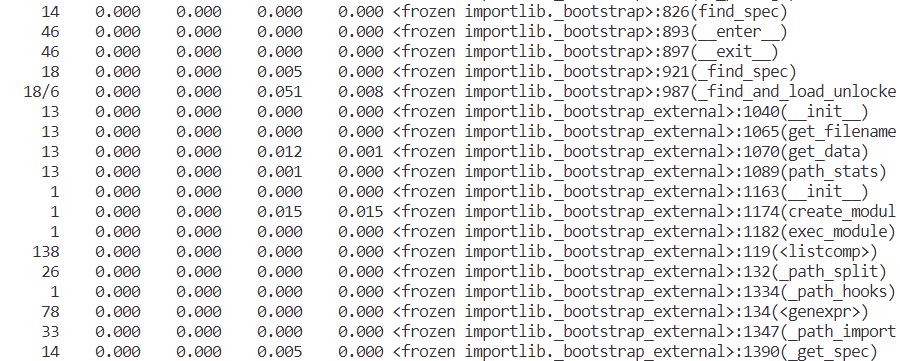 14 0.000 0.000 0.000 0.000 <frozen importlib._bootstrap>:826(find_spec)
46 0.000 0.000 0.000 0.000 <frozen importlib._bootstrap>:893(__enter__)
46 0.000 0.000 0.000 0.000 <frozen importlib._bootstrap>:897(__exit__)
18 0.000 0.000 0.005 0.000 <frozen importlib._bootstrap>:921(_find_spec)
18/6 0.000 0.000 0.051 0.008 <frozen importlib._bootstrap>:987(_find_and_load_unlocke
13 0.000 0.000 0.000 0.000 <frozen importlib._bootstrap_external>:1040(__init__)
13 0.000 0.000 0.000 0.000 <frozen importlib._bootstrap_external>:1065(get_filename
13 0.000 0.000 0.012 0.001 <frozen importlib._bootstrap_external>:1070(get_data)
13 0.000 0.000 0.001 0.000 <frozen importlib._bootstrap_external>:1089(path_stats)
1 0.000 0.000 0.000 0.000 <frozen importlib._bootstrap_external>:1163(__init__)
1 0.000 0.000 0.015 0.015 <frozen importlib._bootstrap_external>:1174(create_modul
1 0.000 0.000 0.000 0.000 <frozen importlib._bootstrap_external>:1182(exec_module)
138 0.000 0.000 0.000 0.000 <frozen importlib._bootstrap_external>:119(<listcomp>)
26 0.000 0.000 0.000 0.000 <frozen importlib._bootstrap_external>:132(_path_split)
1 0.000 0.000 0.000 0.000 <frozen importlib._bootstrap_external>:1334(_path_hooks)
78 0.000 0.000 0.000 0.000 <frozen importlib._bootstrap_external>:134(<genexpr>)
33 0.000 0.000 0.000 0.000 <frozen importlib._bootstrap_external>:1347(_path_import
14 0.000 0.000 0.005 0.000 <frozen importlib._bootstrap_external>:1390(_get_spec)